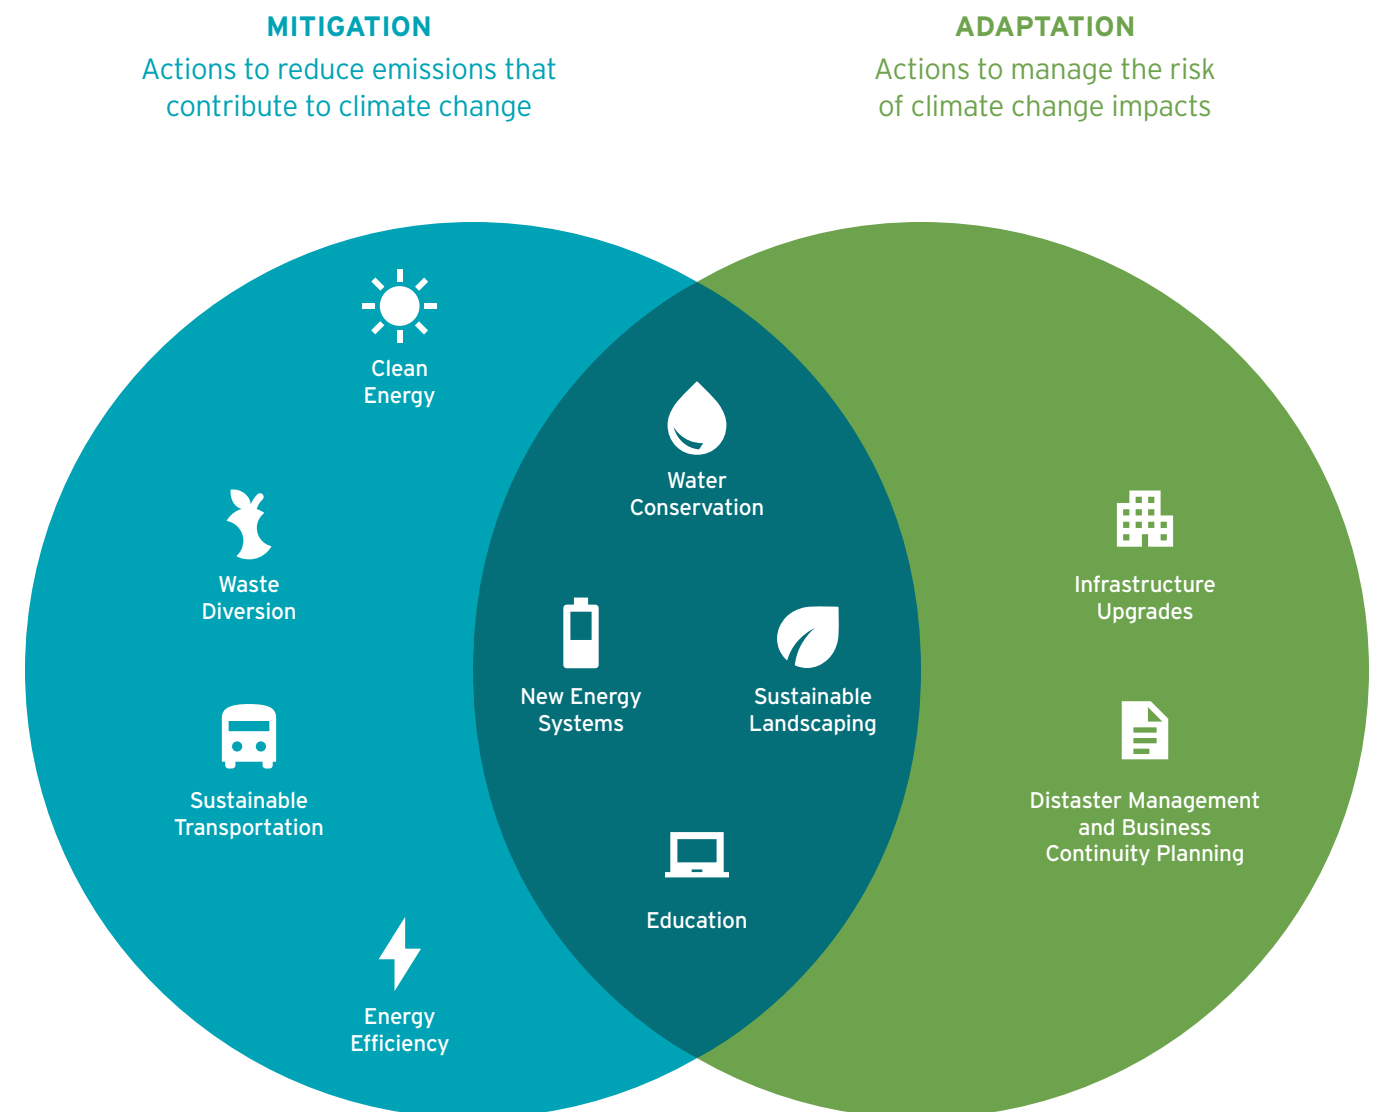 MITIGATION
Actions to reduce emissions that
contribute to climate change
ADAPTATION
Actions to manage the risk
of climate change impacts
Clean
Energy
Waste
Diversion
Sustainable
Transportation
Energy
Efficiency
Water
Conservation
New Energy
Systems
Sustainable
Landscaping
Education
Infrastructure
Upgrades
Distaster Management
and Business
Continuity Planning